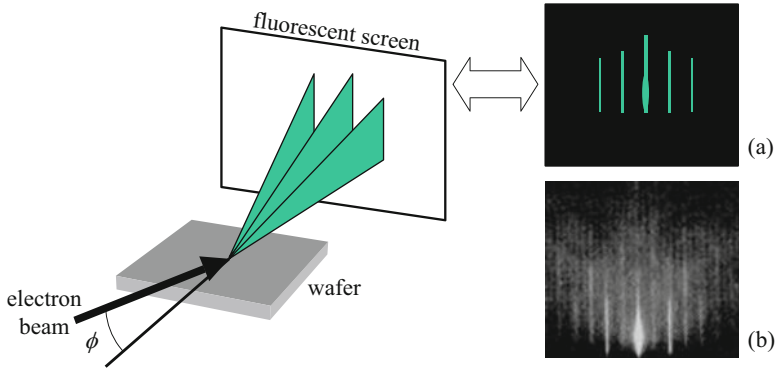 fluorescent screen
(a)
wafer
electron
beam
ϕ
(b)